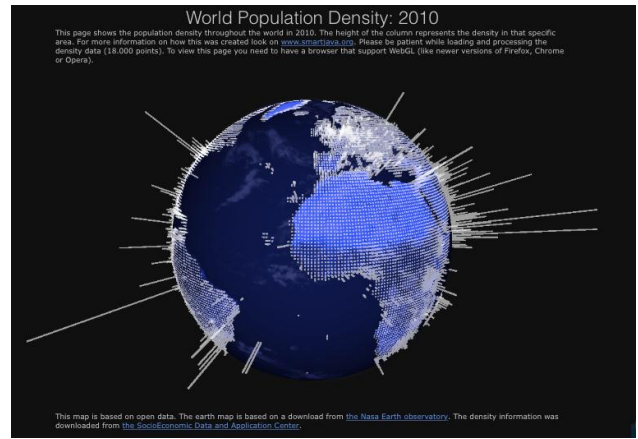 World Population Density: 2010
This page shows the population density throughout the world in 2010. The height of the column represents the density in that specific
area. For more information on how this was created look on www.smartjava.org. Please be patient while loading and processing the
density data (18.000 points). To view this page you need to have a browser that support WebGL (like newer versions of Firefox, Chrome
or Opera).
This map is based on open data. The earth map is based on a download from the Nasa Earth observatory. The density information was
downloaded from the SocioEconomic Data and Application Center.